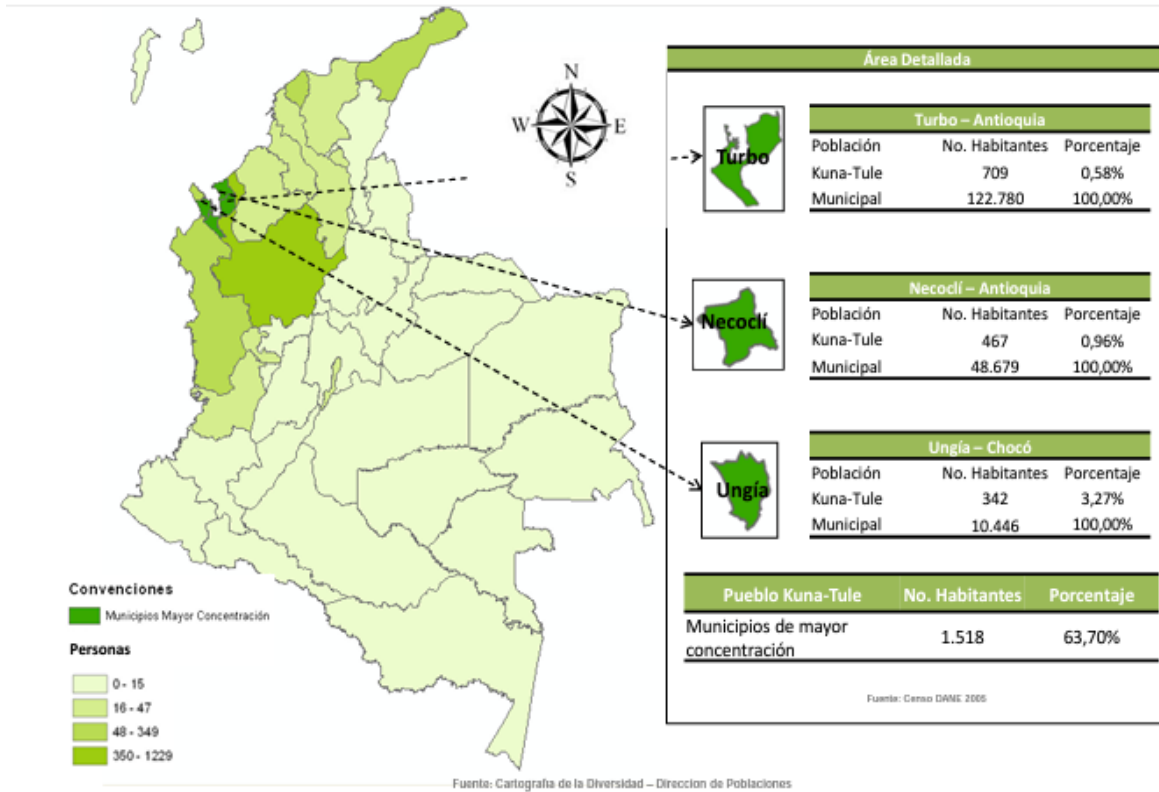 N
W E
S
Área Detallada
Turbo
Turbo – Antioquia
Población No. Habitantes Porcentaje
Kuna-Tule 709 0,58%
Municipal 122.780 100,00%
Necoclí
Necoclí – Antioquia
Población No. Habitantes Porcentaje
Kuna-Tule 467 0,96%
Municipal 48.679 100,00%
Ungía
Ungía – Chocó
Población No. Habitantes Porcentaje
Kuna-Tule 342 3,27%
Municipal 10.446 100,00%
Pueblo Kuna-Tule No. Habitantes Porcentaje
Municipios de mayor
concentración 1.518 63,70%
Fuente: Censo DANE 2005
Convenciones
Municipios Mayor Concentración
Personas
0 - 15
16 - 47
48 - 349
350 - 1229
Fuente: Cartografia de la Diversidad – Direccion de Poblaciones